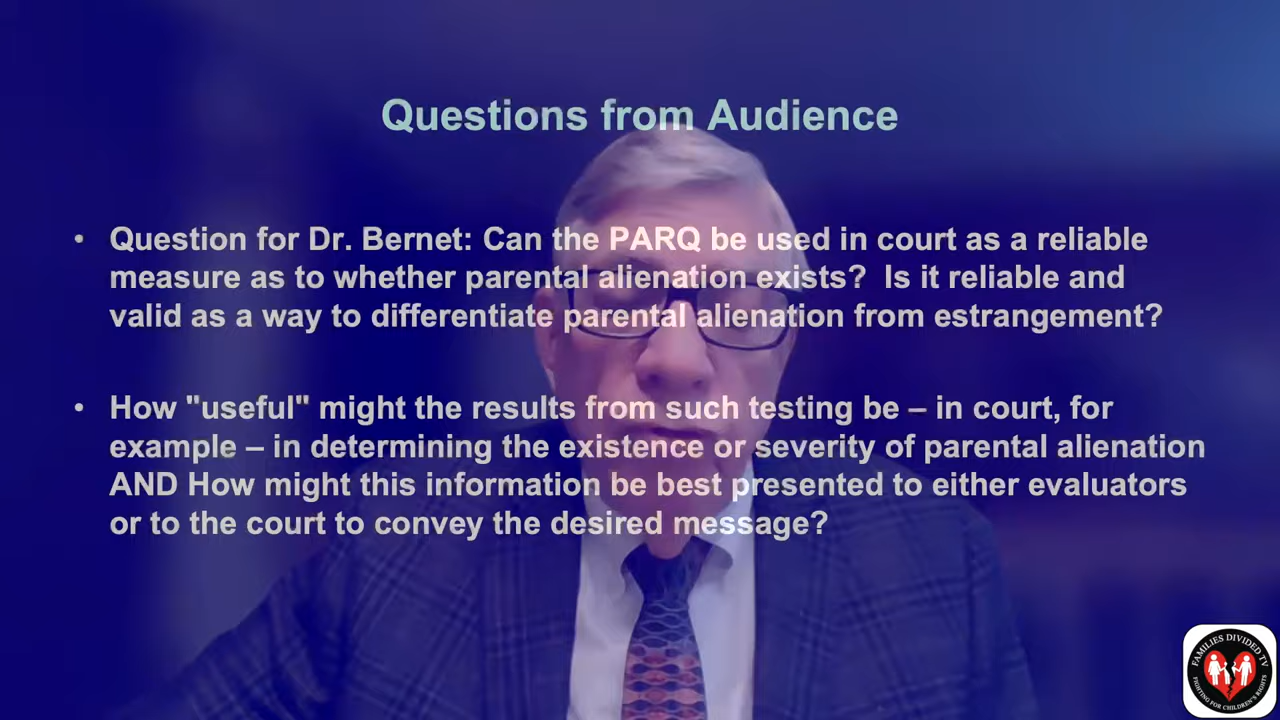 Questions from Audience
• Question for Dr. Bernet: Can the PARQ be used in court as a reliable
measure as to whether parental alienation exists?  Is it reliable and
valid as a way to differentiate parental alienation from estrangement?
• How "useful" might the results from such testing be – in court, for
example – in determining the existence or severity of parental alienation
AND How might this information be best presented to either evaluators
or to the court to convey the desired message?
FAMILIES DIVIDED TV
FIGHTING FOR CHILDREN'S RIGHTS